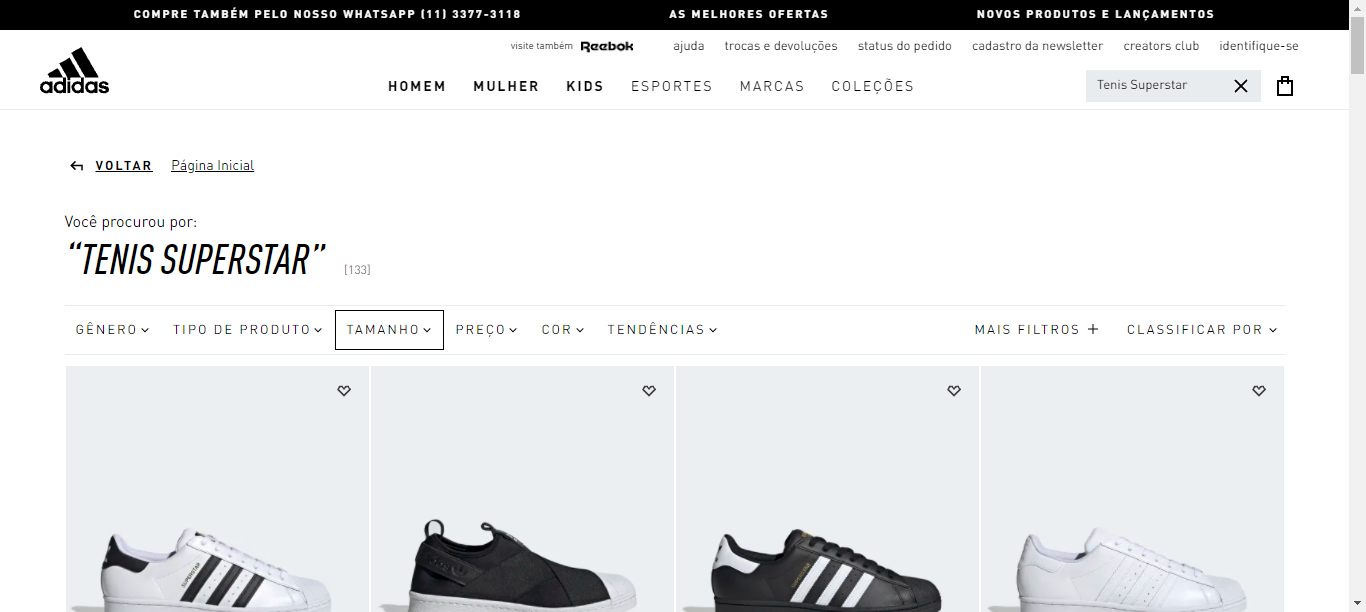 COMPRE TAMBÉM PELO NOSSO WHATSAPP (11) 3377-3118 AS MELHORES OFERTAS NOVOS PRODUTOS E LANÇAMENTOS
visite também Reebok ajuda trocas e devoluções status do pedido cadastro da newsletter creators club identifique-se
adidas
HOMEM MULHER KIDS ESPORTES MARCAS COLEÇÕES Tenis Superstar
VOLTAR Página Inicial
Você procurou por:
“TENIS SUPERSTAR” [133]
GÊNERO TIPO DE PRODUTO TAMANHO PREÇO COR TENDÊNCIAS MAIS FILTROS CLASSIFICAR POR
SUPERSTAR
SUPERSTAR